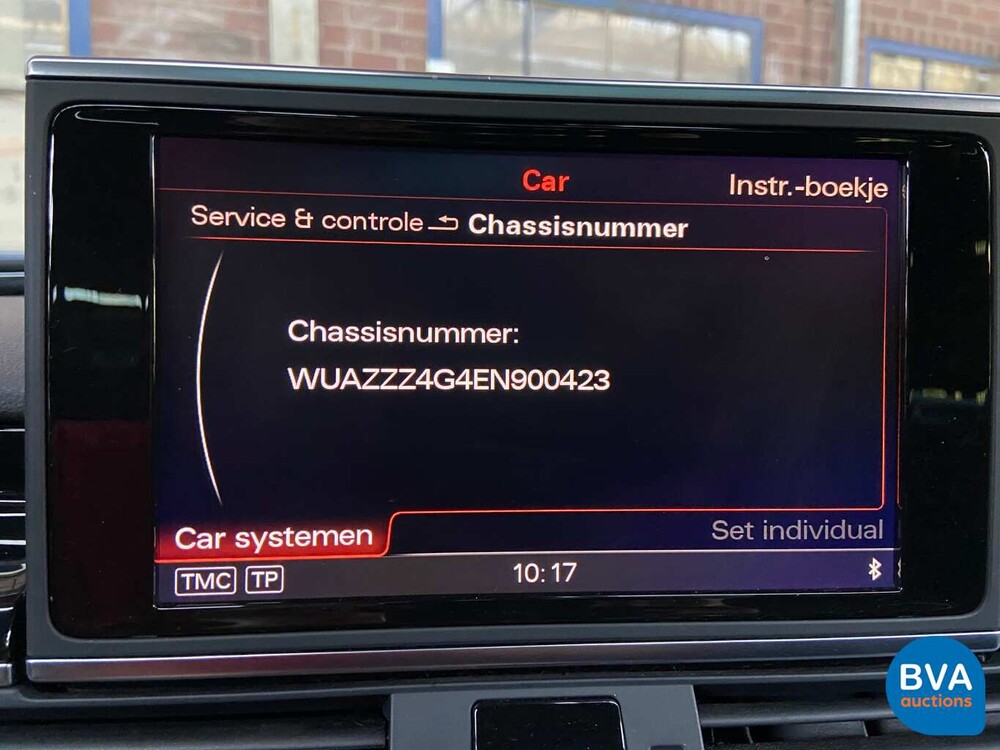 Car
Instr.-boekje
Service & controle Chassisnummer
Chassisnummer:
WUAZZZ4G4EN900423
Car systemen
Set individual
TMC TP
10:17
BVA
auctions